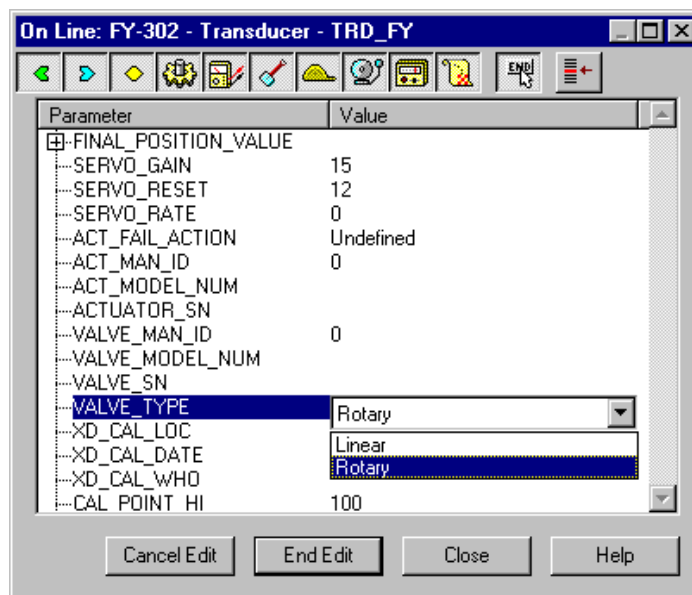 On Line: FY-302 - Transducer - TRD_FY
END
Parameter Value
FINAL_POSITION_VALUE
SERVO_GAIN 15
SERVO_RESET 12
SERVO_RATE 0
ACT_FAIL_ACTION Undefined
ACT_MAN_ID 0
ACT_MODEL_NUM
ACTUATOR_SN
VALVE_MAN_ID 0
VALVE_MODEL_NUM
VALVE_SN
VALVE_TYPE Rotary
XD_CAL_LOC Linear
XD_CAL_DATE Rotary
XD_CAL_WHO
CAL_POINT_HI 100
Cancel Edit End Edit Close Help